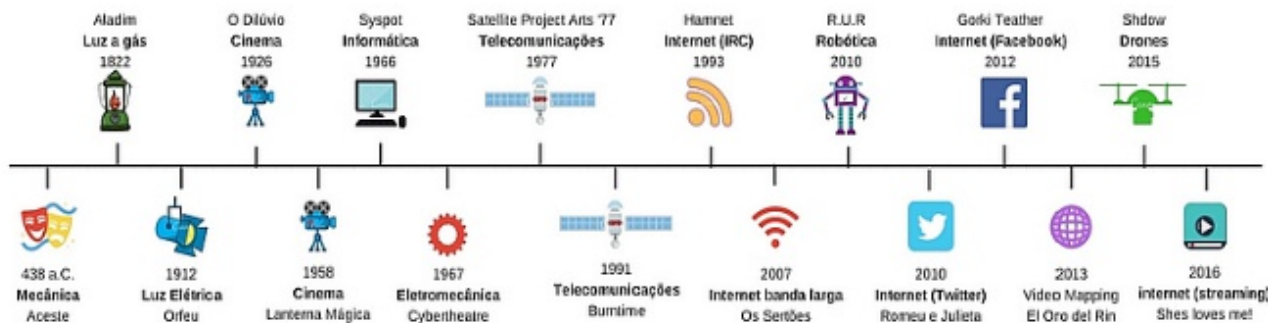 Aladim
Luz a gás
1822
O Dilúvio
Cinema
1926
Syspot
Informática
1966
Satellite Project Arts '77
Telecomunicações
1977
Hamnet
Internet (IRC)
1993
R.U.R
Robótica
2010
Gorki Teather
Internet (Facebook)
2012
Shdow
Drones
2015
438 a.C.
Mecânica
Aceste
1912
Luz Elétrica
Orfeu
1958
Cinema
Lanterna Mágica
1967
Eletromecânica
Cybertheatre
1991
Telecomunicações
Burntime
2007
Internet banda larga
Os Sertões
2010
Internet (Twitter)
Romeu e Julieta
2013
Video Mapping
El Oro del Rin
2016
internet (streaming)
Shes loves me!